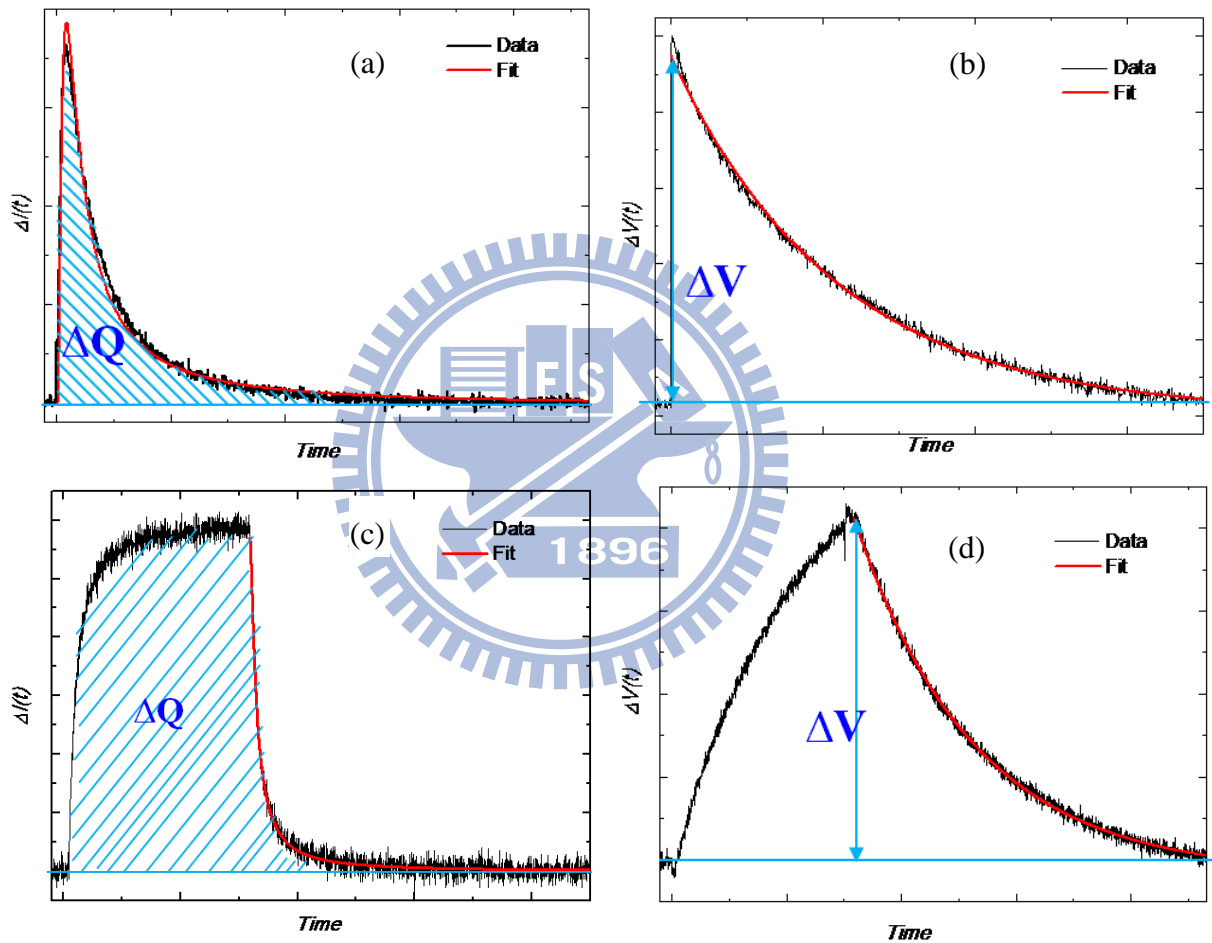 (a)
Data
Fit
ΔI(t)
ΔQ
Time
(b)
Data
Fit
ΔV(t)
ΔV
Time
ES
1896
(c)
Data
Fit
ΔI(t)
ΔQ
Time
(d)
Data
Fit
ΔV(t)
ΔV
Time